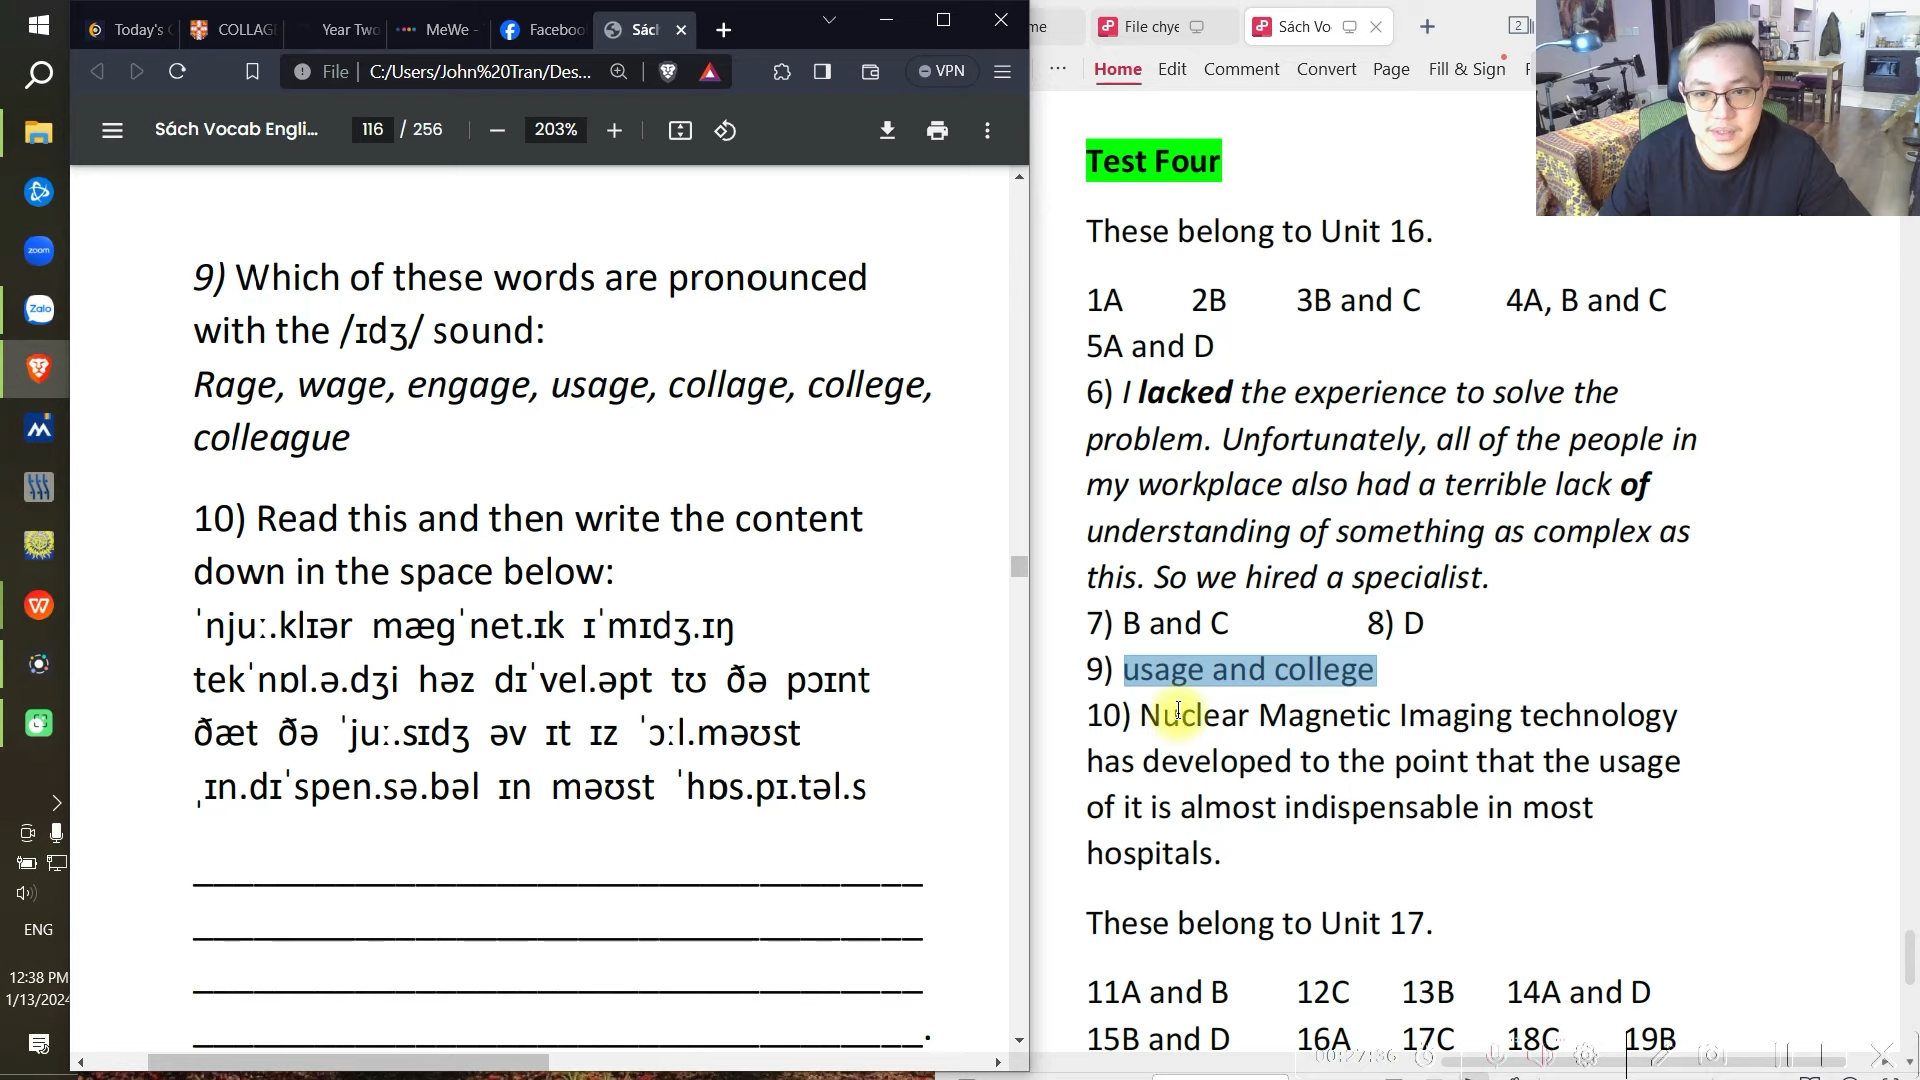 Today's
COLLAG
Year Two
MeWe -
Faceboo
Sác
File
C:/Users/John%20Tran/Des...
VPN
Sách Vocab Engli...
116 / 256
203%
9) Which of these words are pronounced
with the /ɪdʒ/ sound:
Rage, wage, engage, usage, collage, college,
colleague
10) Read this and then write the content
down in the space below:
ˈnjuː.klɪər mægˈnet.ɪk ɪˈmɪdʒ.ɪŋ
tekˈnɒl.ə.dʒi həz dɪˈvel.əpt tʊ ðə pɔɪnt
ðæt ðə ˈjuː.sɪdʒ əv ɪt ɪz ˈɔːl.məʊst
ˌɪn.dɪˈspen.sə.bəl ɪn məʊst ˈhɒs.pɪ.təl.s
.
me
File chye
Sách Vo
2
Home
Edit
Comment
Convert
Page
Fill & Sign
Test Four
These belong to Unit 16.
1A 2B 3B and C 4A, B and C
5A and D
6) I lacked the experience to solve the
problem. Unfortunately, all of the people in
my workplace also had a terrible lack of
understanding of something as complex as
this. So we hired a specialist.
7) B and C 8) D
9) usage and college
10) Nuclear Magnetic Imaging technology
has developed to the point that the usage
of it is almost indispensable in most
hospitals.
These belong to Unit 17.
11A and B 12C 13B 14A and D
15B and D 16A 17C 18C 19B
00:27:36
zoom
Zalo
ENG
12:38 PM
1/13/2024